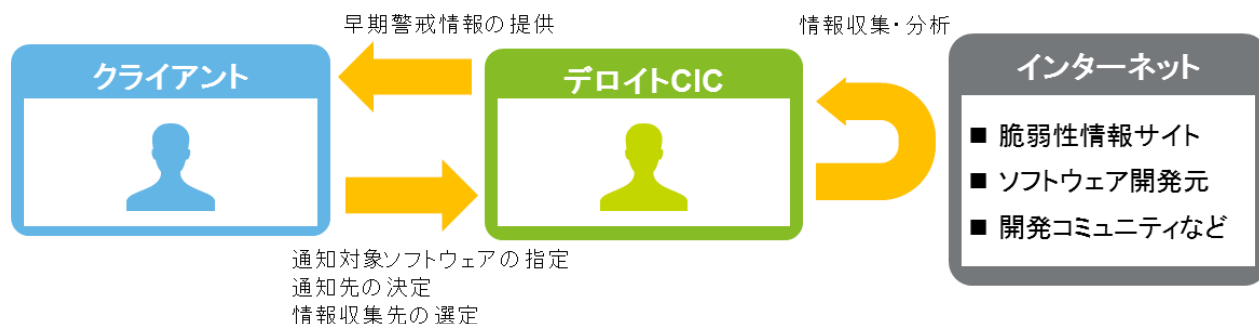 早期警戒情報の提供
情報収集・分析
クライアント
デロイトCIC
インターネット
■ 脆弱性情報サイト
■ ソフトウェア開発元
■ 開発コミュニティなど
通知対象ソフトウェアの指定
通知先の決定
情報収集先の選定